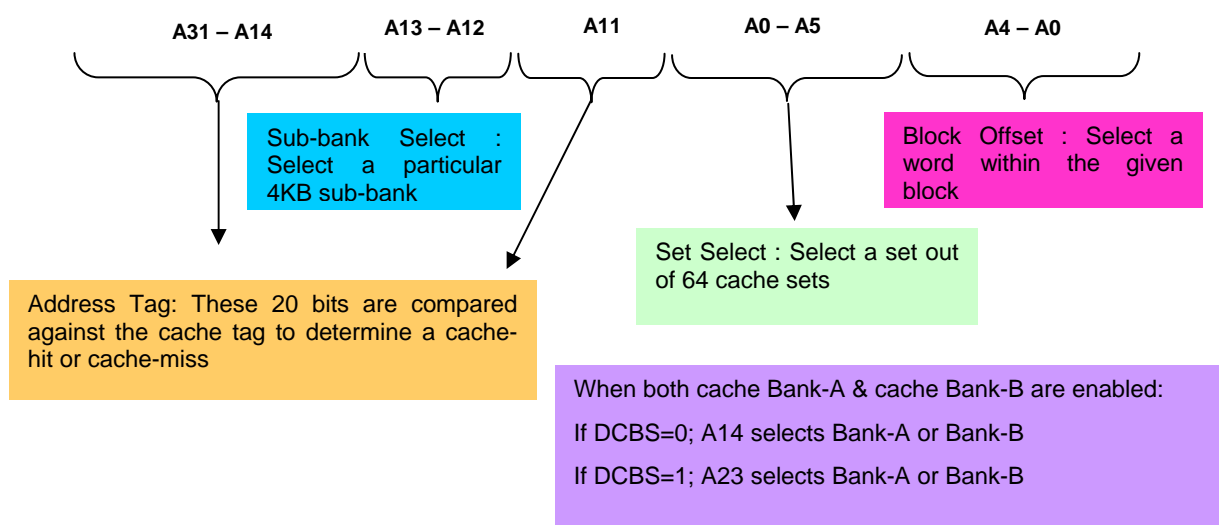 A31 – A14 A13 – A12 A11 A0 – A5 A4 – A0
Sub-bank Select :
Select a particular
4KB sub-bank
Block Offset : Select a
word within the given
block
Set Select : Select a set out
of 64 cache sets
Address Tag: These 20 bits are compared
against the cache tag to determine a cache-
hit or cache-miss
When both cache Bank-A & cache Bank-B are enabled:
If DCBS=0; A14 selects Bank-A or Bank-B
If DCBS=1; A23 selects Bank-A or Bank-B